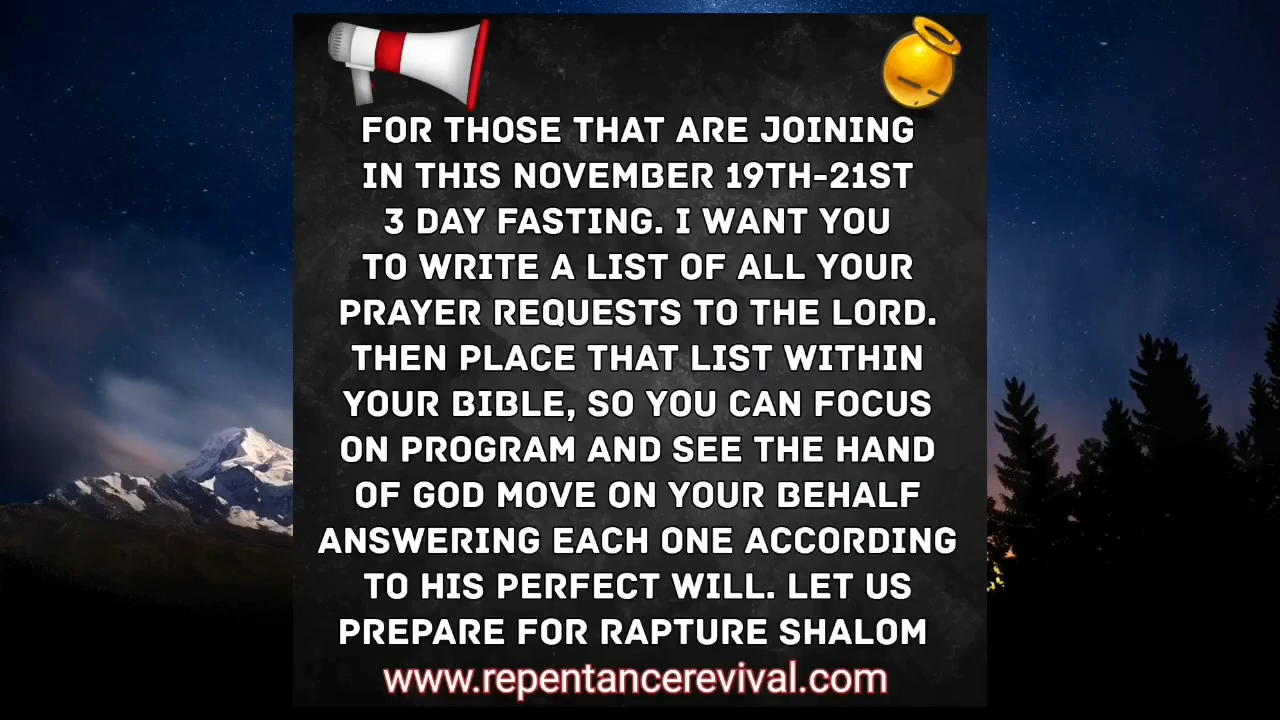 FOR THOSE THAT ARE JOINING
IN THIS NOVEMBER 19TH-21ST
3 DAY FASTING. I WANT YOU
TO WRITE A LIST OF ALL YOUR
PRAYER REQUESTS TO THE LORD.
THEN PLACE THAT LIST WITHIN
YOUR BIBLE, SO YOU CAN FOCUS
ON PROGRAM AND SEE THE HAND
OF GOD MOVE ON YOUR BEHALF
ANSWERING EACH ONE ACCORDING
TO HIS PERFECT WILL. LET US
PREPARE FOR RAPTURE SHALOM
www.repentancerevival.com